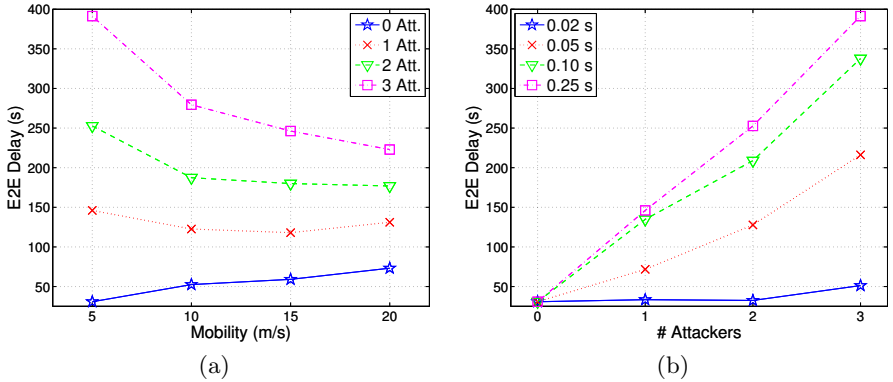 400
350
300
250
200
150
100
50
E2E Delay (s)
5
10
15
20
Mobility (m/s)
0 Att.
1 Att.
2 Att.
3 Att.
(a)
400
350
300
250
200
150
100
50
E2E Delay (s)
0
1
2
3
# Attackers
0.02 s
0.05 s
0.10 s
0.25 s
(b)